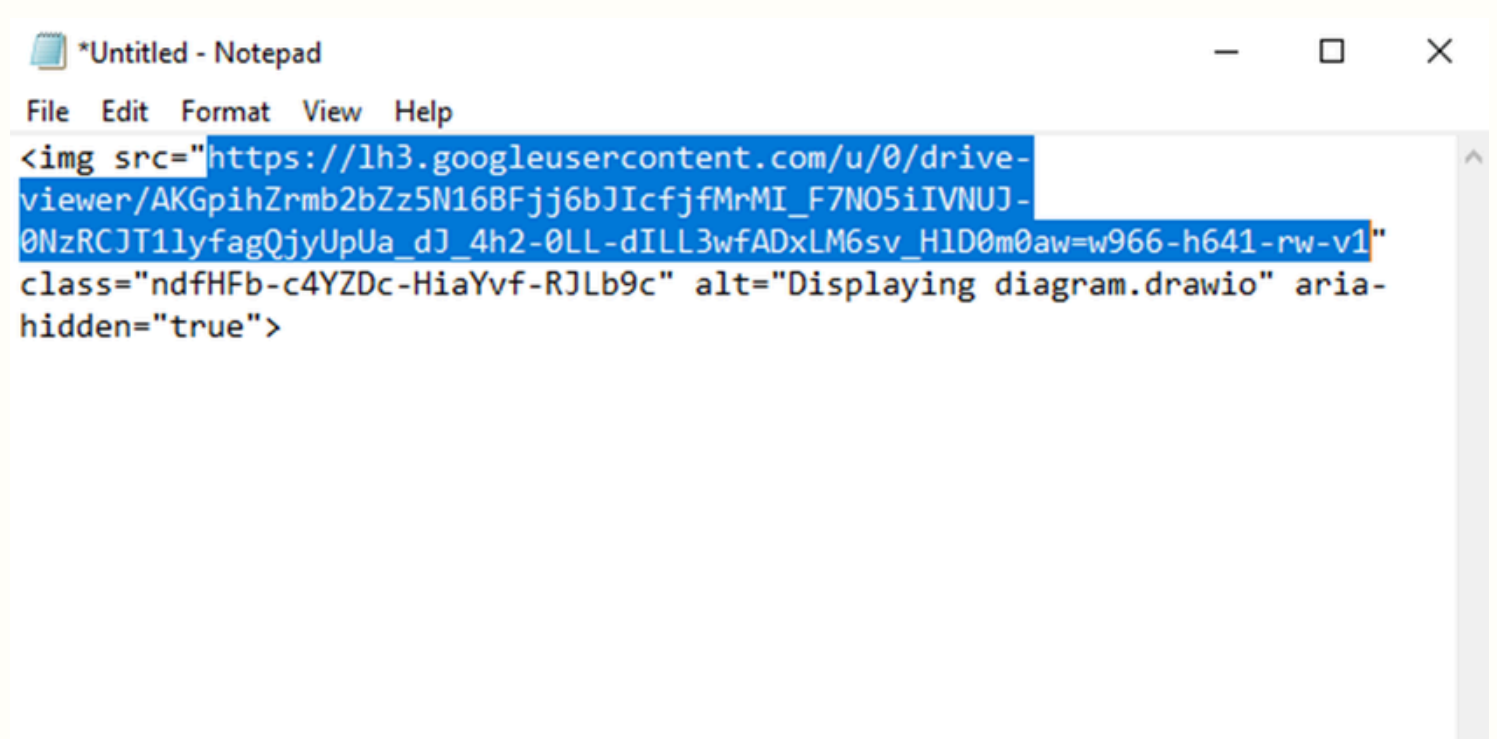 *Untitled - Notepad
File Edit Format View Help
<img src="https://lh3.googleusercontent.com/u/0/drive-
viewer/AKGpihZrmb2bZz5N16BFjj6bJIcfjfMrMI_F7NO5iIVNUJ-
0NzRCJT1lyfagQjyUpUa_dJ_4h2-0LL-dILL3wfADxLM6sv_HlD0m0aw=w966-h641-rw-v1"
class="ndfHFb-c4YZDc-HiaYvf-RJLb9c" alt="Displaying diagram.drawio" aria-
hidden="true">